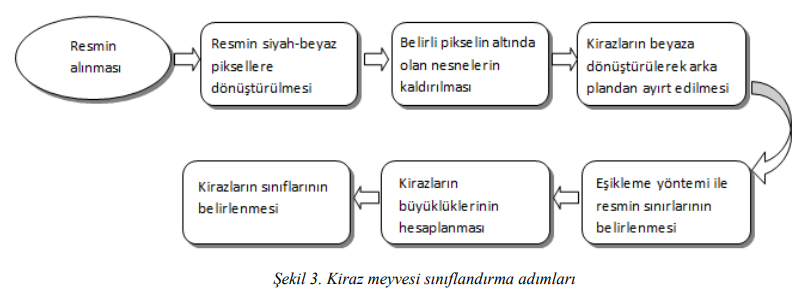 Resmin
alınması
Resmin siyah-beyaz
piksellere
dönüştürülmesi
Belirli pikselin altında
olan nesnelerin
kaldırılması
Kirazların beyaza
dönüştürülerek arka
plandan ayırt edilmesi
Eşikleme yöntemi ile
resmin sınırlarının
belirlenmesi
Kirazların
büyüklüklerinin
hesaplanması
Kirazların sınıflarının
belirlenmesi
Şekil 3. Kiraz meyvesi sınıflandırma adımları